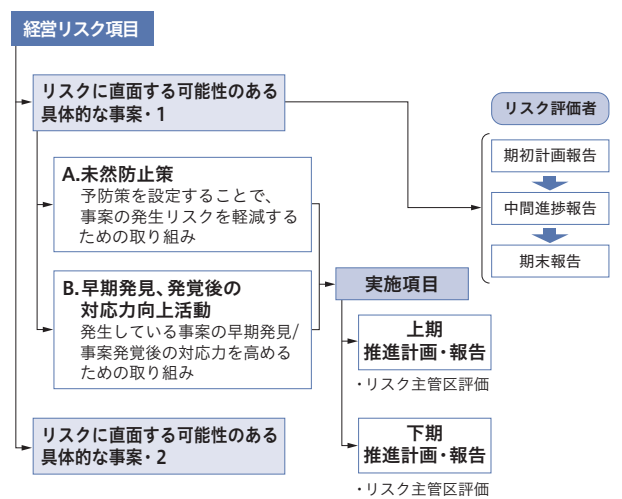 経営リスク項目
リスクに直面する可能性のある
具体的な事案・1
A.未然防止策
予防策を設定することで、
事案の発生リスクを軽減する
ための取り組み
B.早期発見、発覚後の
対応力向上活動
発生している事案の早期発見/
事案発覚後の対応力を高める
ための取り組み
リスクに直面する可能性のある
具体的な事案・2
実施項目
上期
推進計画・報告
・リスク主管区評価
下期
推進計画・報告
・リスク主管区評価
リスク評価者
期初計画報告
中間進捗報告
期末報告